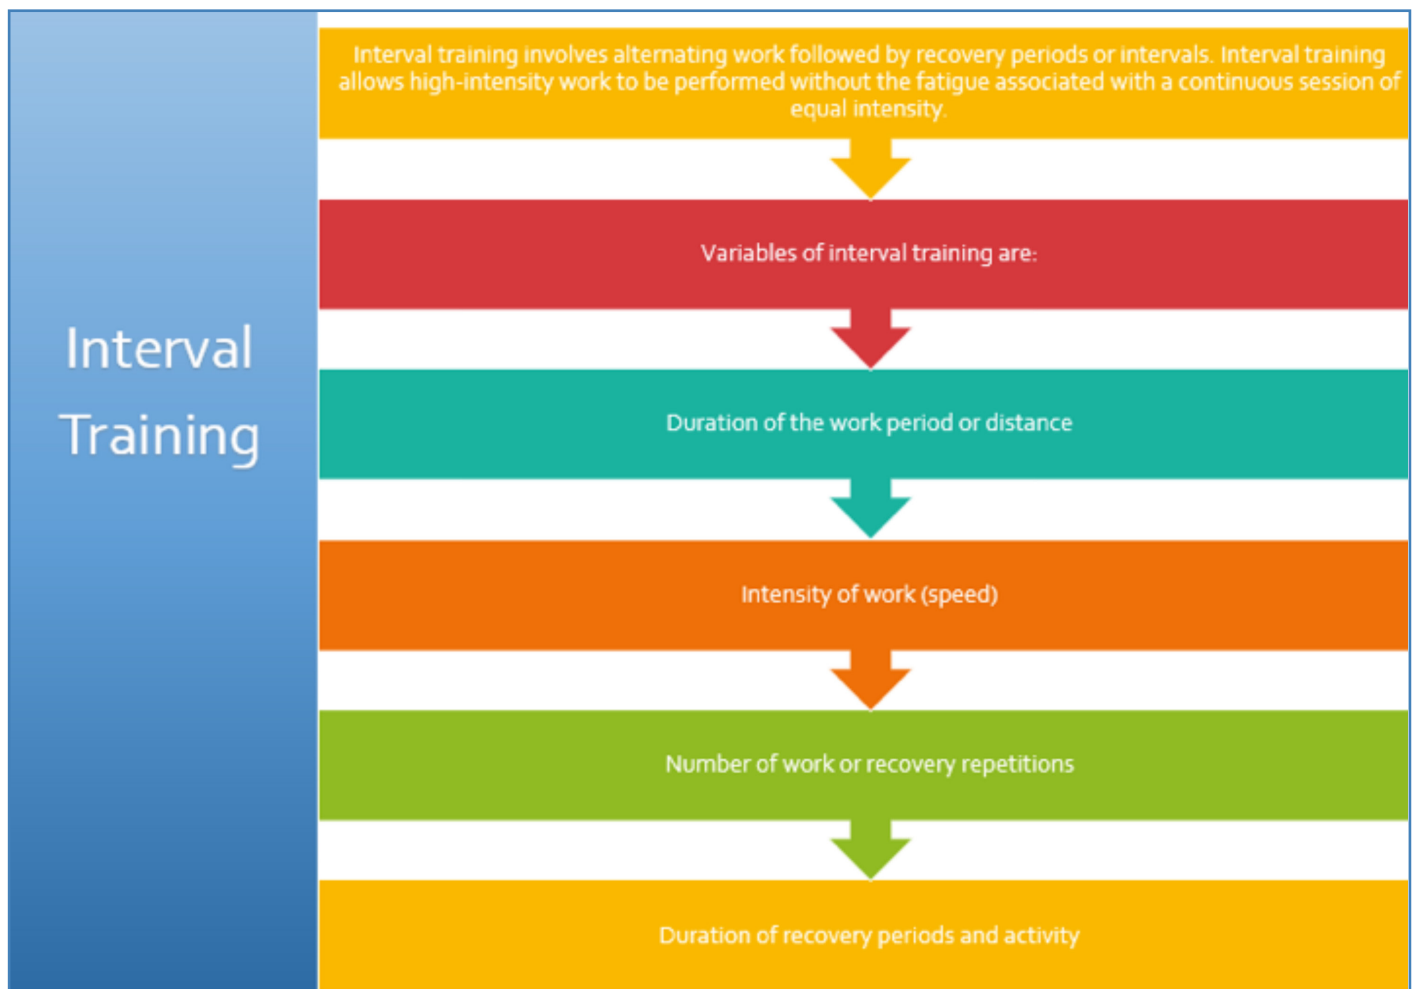 Interval
Training
Interval training involves alternating work followed by recovery periods or intervals. Interval training
allows high-intensity work to be performed without the fatigue associated with a continuous session of
equal intensity.
Variables of interval training are:
Duration of the work period or distance
Intensity of work (speed)
Number of work or recovery repetitions
Duration of recovery periods and activity